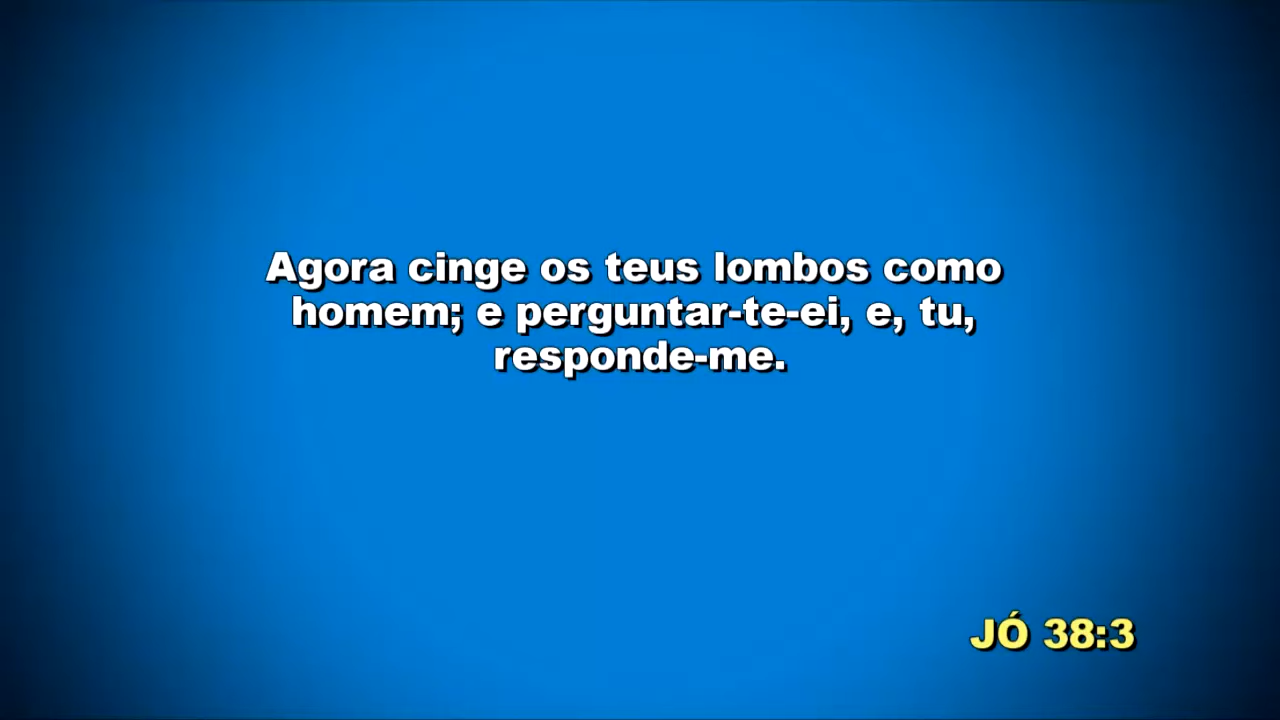 Agora cinge os teus lombos como
homem; e perguntar-te-ei, e, tu,
responde-me.
JÓ 38:3